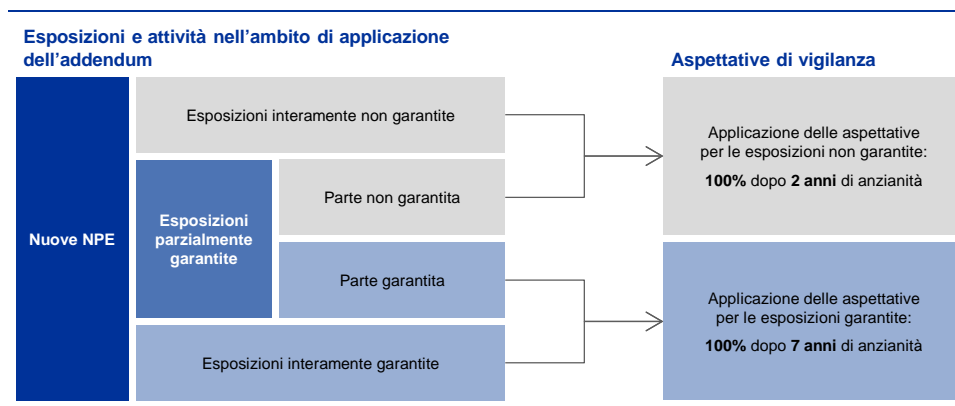 Esposizioni e attività nell'ambito di applicazione
dell'addendum
Aspettative di vigilanza
Nuove NPE
Esposizioni interamente non garantite
Esposizioni
parzialmente
garantite
Parte non garantita
Parte garantita
Esposizioni interamente garantite
Applicazione delle aspettative
per le esposizioni non garantite:
100% dopo 2 anni di anzianità
Applicazione delle aspettative
per le esposizioni garantite:
100% dopo 7 anni di anzianità